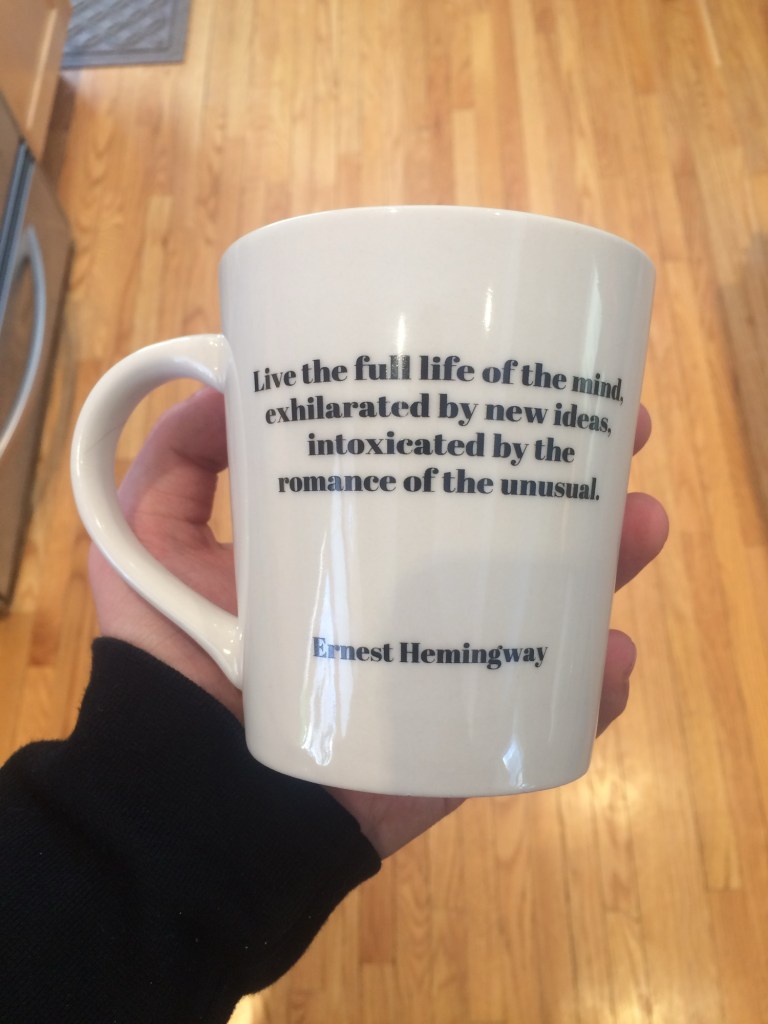 Live the full life of the mind,
exhilarated by new ideas,
intoxicated by the
romance of the unusual.
Ernest Hemingway